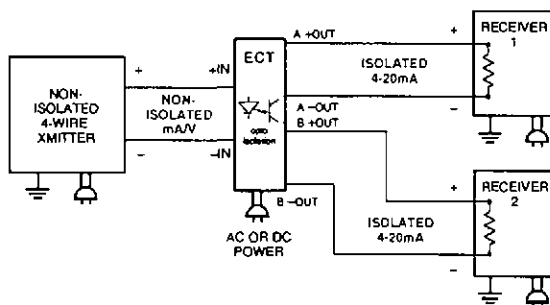 NON-
ISOLATED
4-WIRE
XMITTER
+
-
NON-
ISOLATED
mA/V
+IN
-IN
ECT
opto
isolation
AC OR DC
POWER
A +OUT
ISOLATED
4-20mA
A -OUT
B +OUT
B -OUT
ISOLATED
4-20mA
+
-
RECEIVER
1
+
-
RECEIVER
2